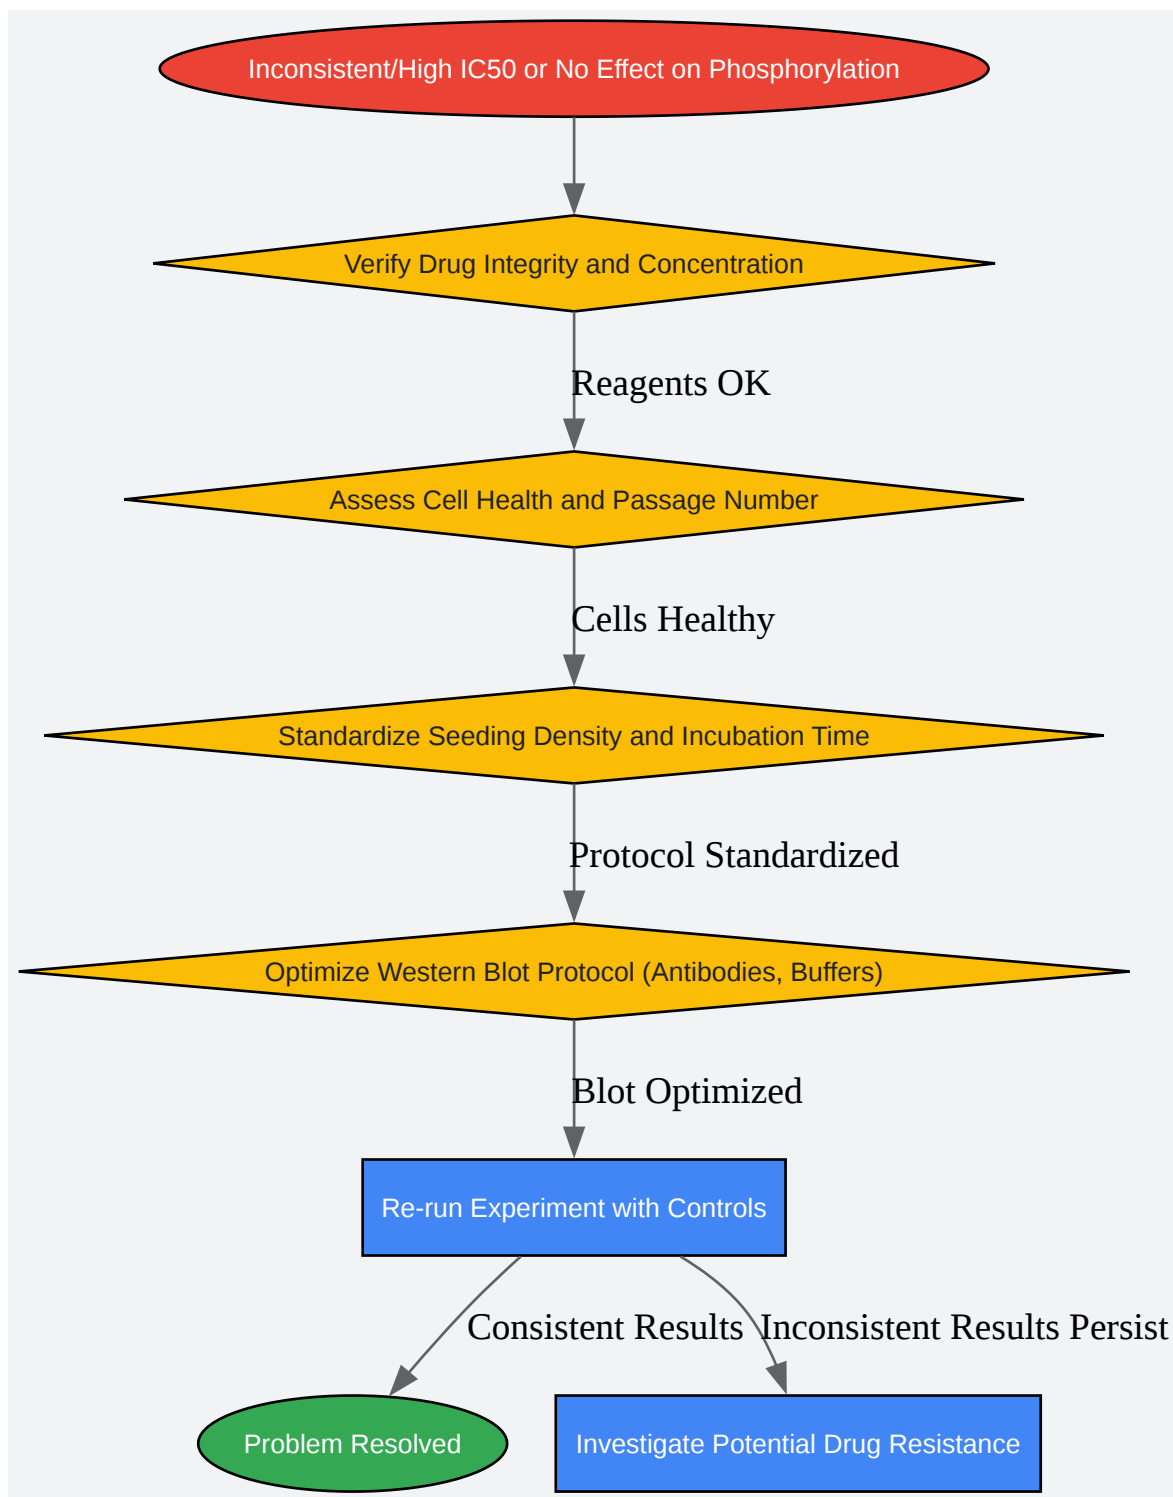 Inconsistent/High IC50 or No Effect on Phosphorylation
Verify Drug Integrity and Concentration
Reagents OK
Assess Cell Health and Passage Number
Cells Healthy
Standardize Seeding Density and Incubation Time
Protocol Standardized
Optimize Western Blot Protocol (Antibodies, Buffers)
Blot Optimized
Re-run Experiment with Controls
Consistent Results
Inconsistent Results Persist
Problem Resolved
Investigate Potential Drug Resistance